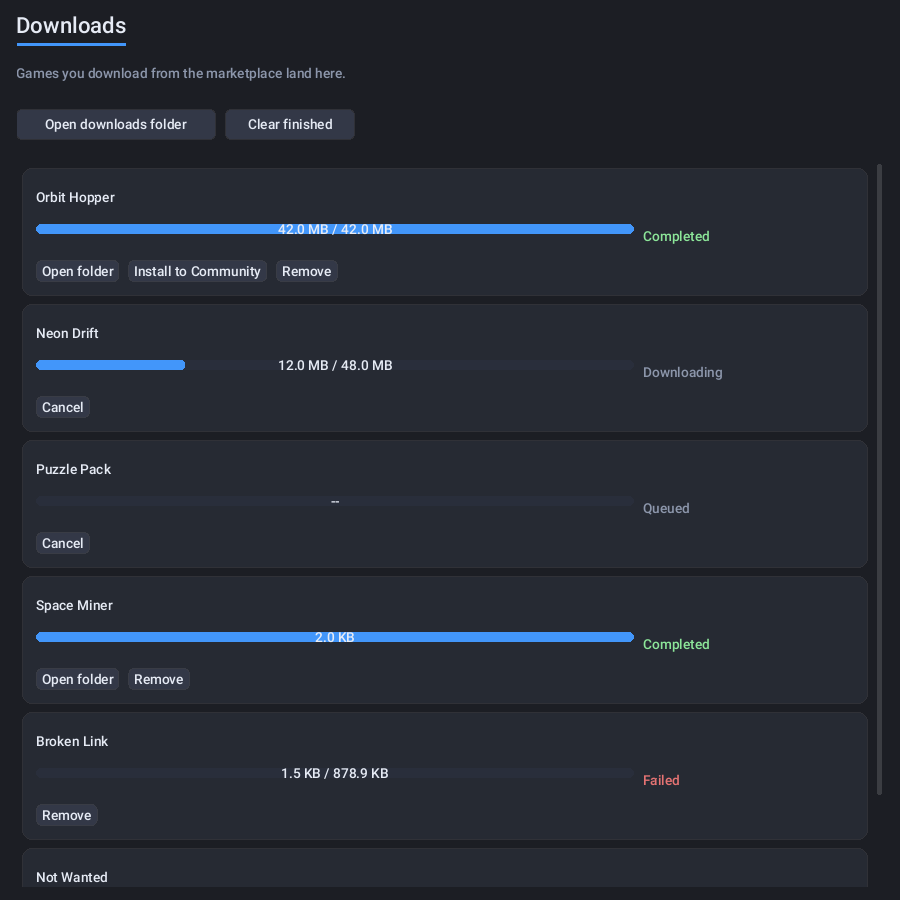 Downloads
Games you download from the marketplace land here.
Open downloads folder Clear finished
Orbit Hopper
42.0 MB / 42.0 MB
Completed
Open folder Install to Community Remove
Neon Drift
12.0 MB / 48.0 MB
Downloading
Cancel
Puzzle Pack
--
Queued
Cancel
Space Miner
2.0 KB
Completed
Open folder Remove
Broken Link
1.5 KB / 878.9 KB
Failed
Remove
Not Wanted